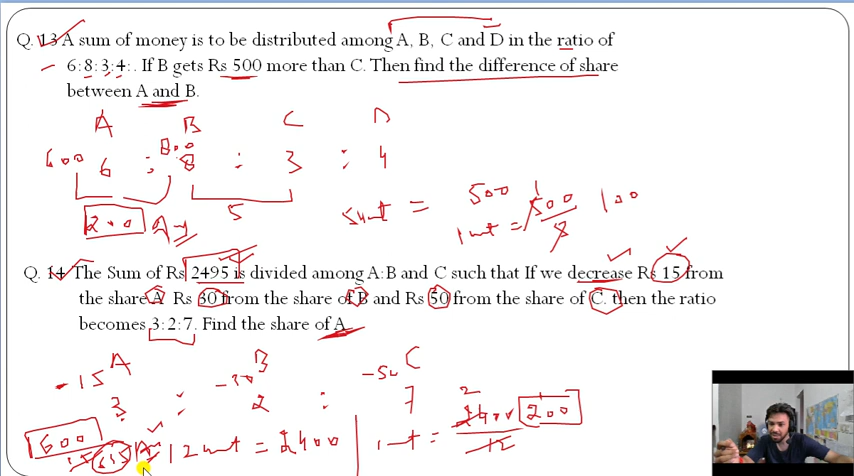 Q. 13 A sum of money is to be distributed among A, B, C and D in the ratio of
6:8:3:4:. If B gets Rs 500 more than C. Then find the difference of share
between A and B.
A B C D
600 6 : 800 8 : 3 : 4
200 Ans 5 5 unit = 500
1 unit = 500/5 1 100
Q. 14 The Sum of Rs 2495 is divided among A:B and C such that If we decrease Rs 15 from
the share A Rs 30 from the share of B and Rs 50 from the share of C. then the ratio
becomes 3:2:7. Find the share of A
-15 A -30 B -50 C
3 : 2 : 7
600 12 unit = 2400 1 unit = 2400/12 2 200
15 615 Ans